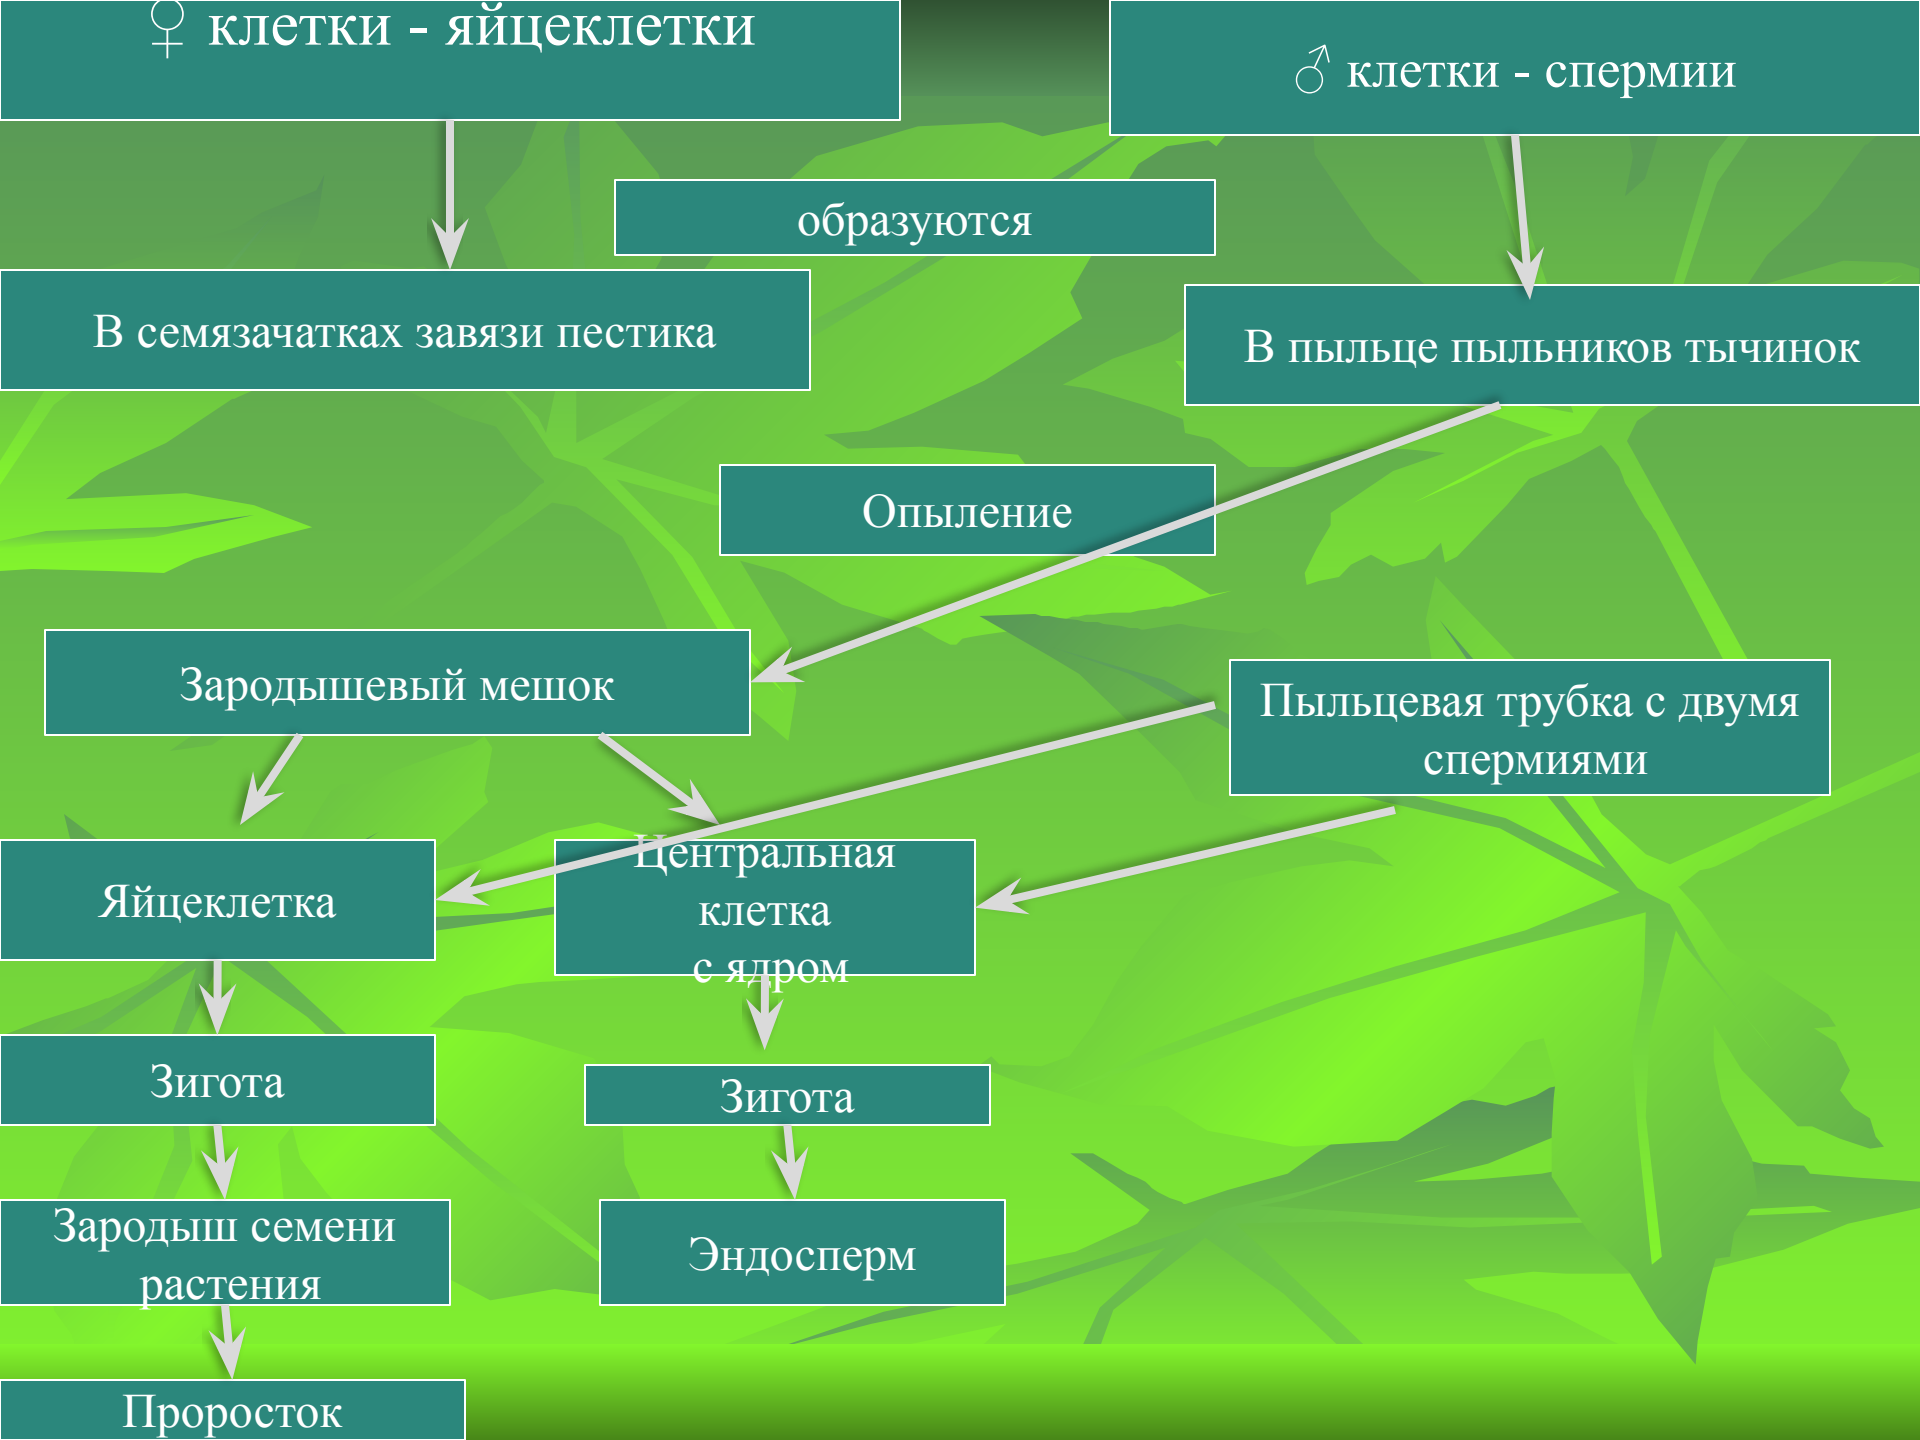 ♀ клетки - яйцеклетки
♂ клетки - спермии
образуются
В семязачатках завязи пестика
В пыльце пыльников тычинок
Опыление
Зародышевый мешок
Пыльцевая трубка с двумя
спермиями
Яйцеклетка
Центральная
клетка
с ядром
Зигота
Зигота
Зародыш семени
растения
Эндосперм
Проросток